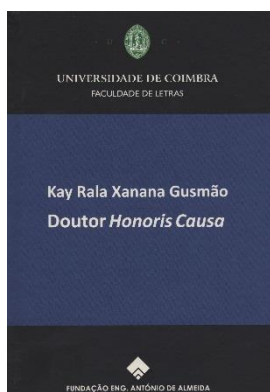 UNIVERSIDADE DE COIMBRA
FACULDADE DE LETRAS
Kay Rala Xanana Gusmão
Doutor Honoris Causa
FUNDAÇÃO ENG. ANTÓNIO DE ALMEIDA